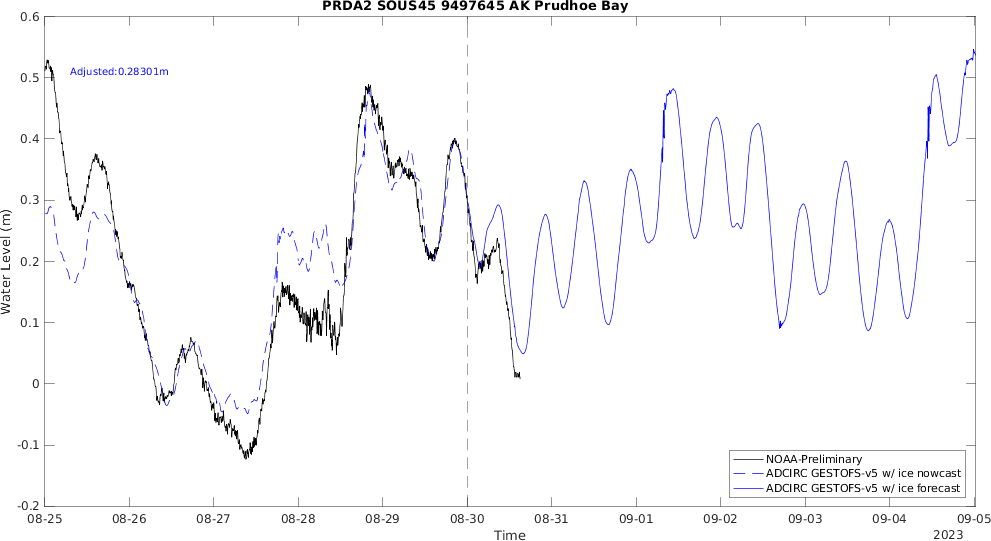 PRDA2 SOUS45 9497645 AK Prudhoe Bay
Adjusted:0.28301m
Water Level (m)
0.6
0.5
0.4
0.3
0.2
0.1
0
-0.1
-0.2
NOAA-Preliminary
ADCIRC GESTOFS-v5 w/ ice nowcast
ADCIRC GESTOFS-v5 w/ ice forecast
08-25 08-26 08-27 08-28 08-29 08-30 08-31 09-01 09-02 09-03 09-04 09-05
Time
2023